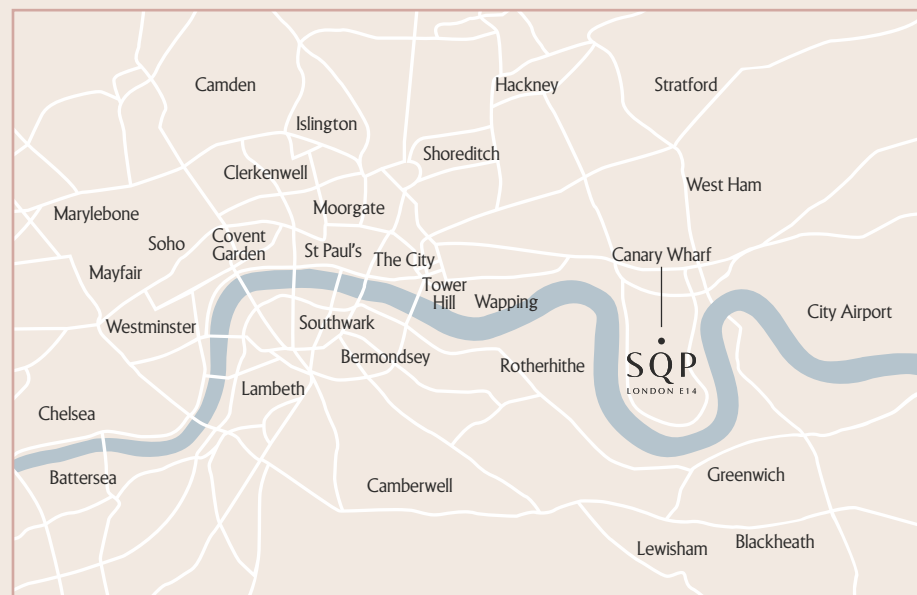 Camden
Hackney
Stratford
Islington
Shoreditch
Clerkenwell
West Ham
Marylebone
Moorgate
Soho
Covent
Garden
St Paul's
The City
Canary Wharf
Mayfair
Tower
Hill
Wapping
City Airport
Westminster
Southwark
Bermondsey
Rotherhithe
SQP
LONDON E14
Lambeth
Chelsea
Battersea
Camberwell
Greenwich
Lewisham
Blackheath